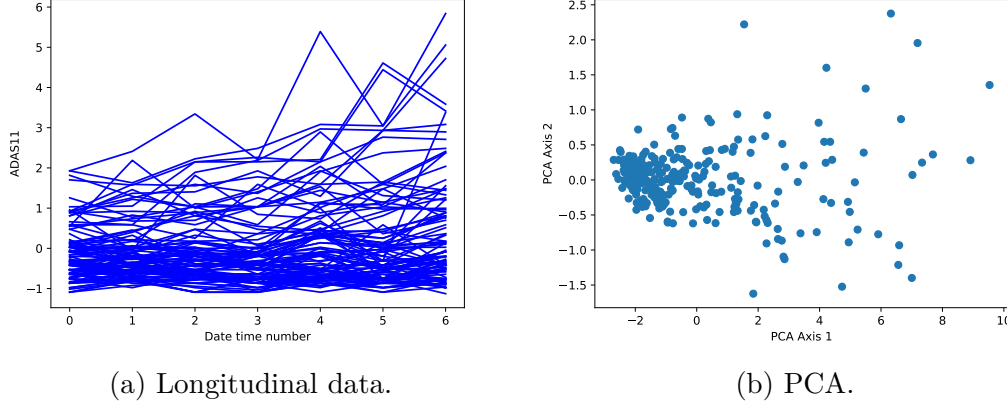 6
5
4
3
2
1
0
−1
ADAS11
0 1 2 3 4 5 6
Date time number
(a) Longitudinal data.
2.5
2.0
1.5
1.0
0.5
0.0
−0.5
−1.0
−1.5
PCA Axis 2
−2 0 2 4 6 8 10
PCA Axis 1
(b) PCA.